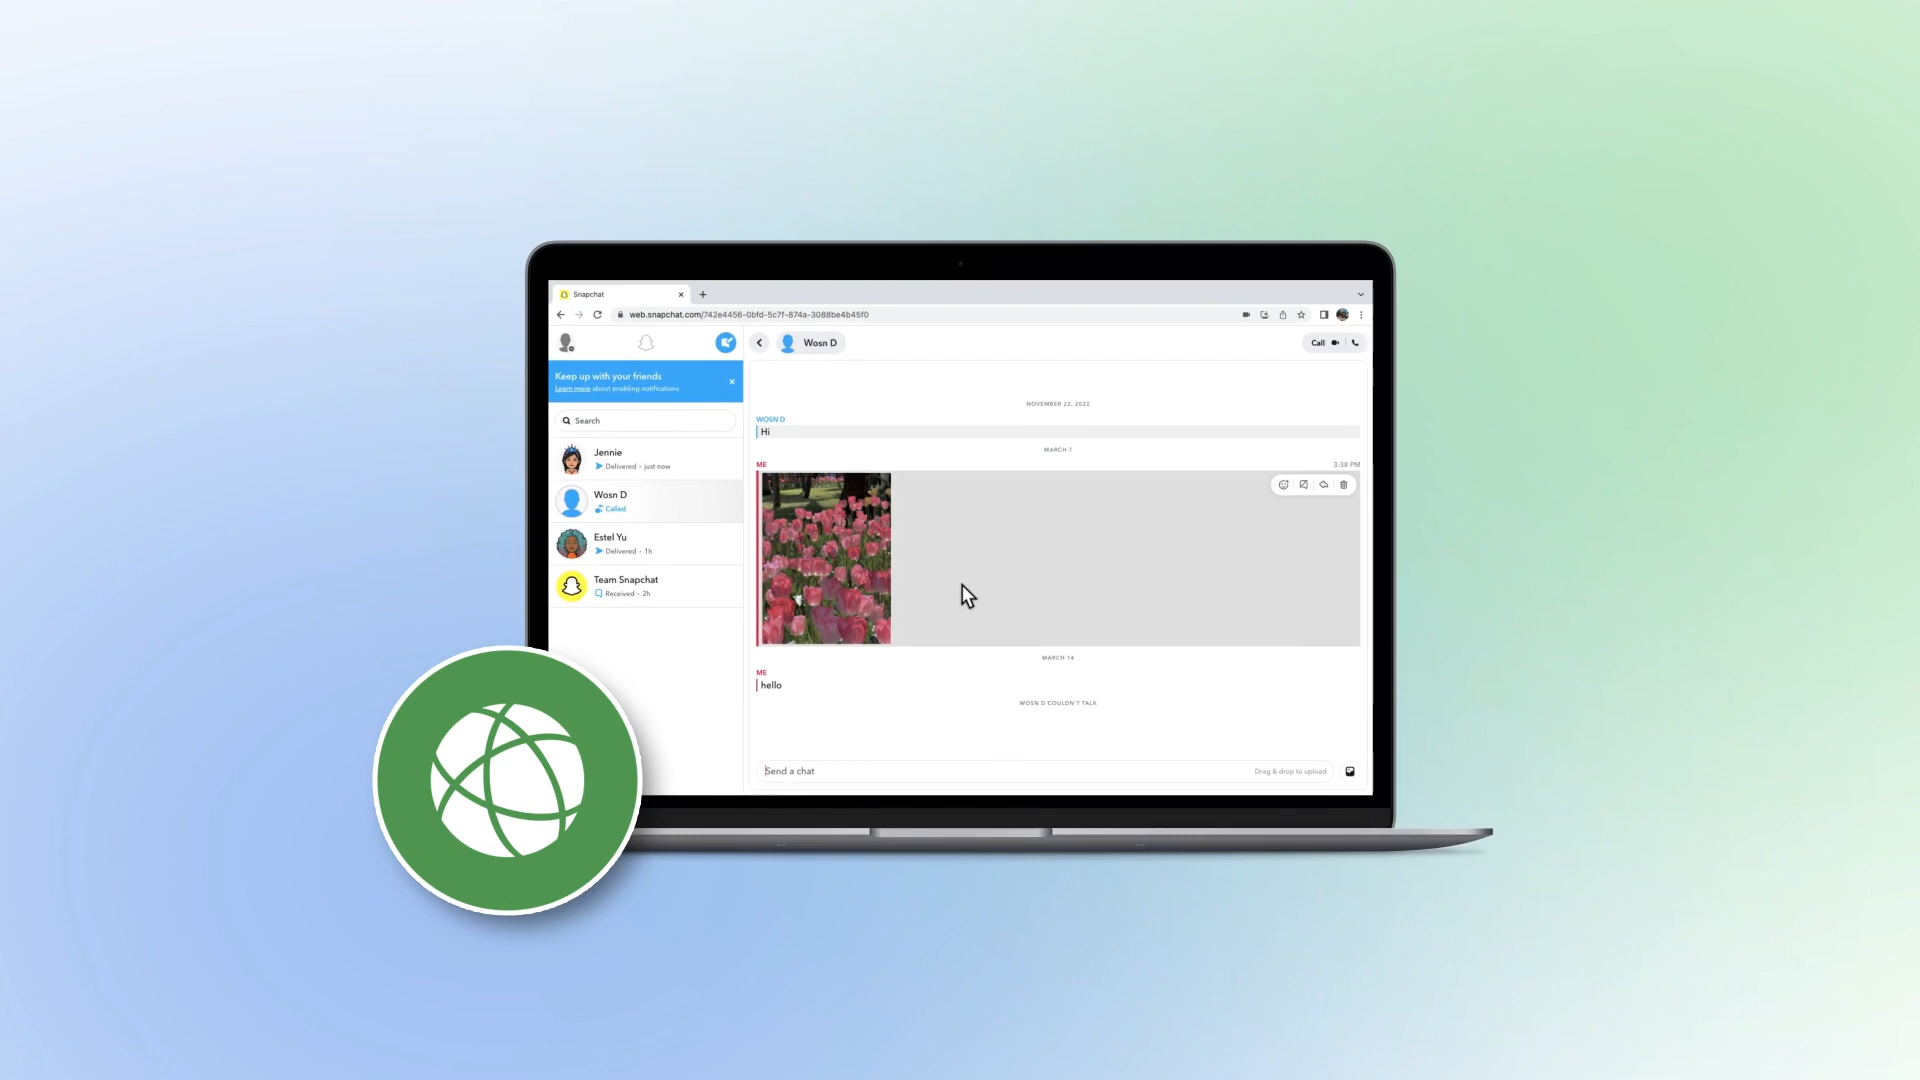 Snapchat
web.snapchat.com/742e4456-0bfd-5c7f-874a-3088be4b45f0
Keep up with your friends
Learn more about enabling notifications
Search
Jennie
Delivered · just now
Wosn D
Called
Estel Yu
Delivered · 1h
Team Snapchat
Received · 2h
Wosn D
Call
NOVEMBER 22, 2022
WOSN D
Hi
MARCH 7
ME
3:38 PM
MARCH 14
ME
hello
WOSN D COULDN'T TALK
Send a chat
Drag & drop to upload